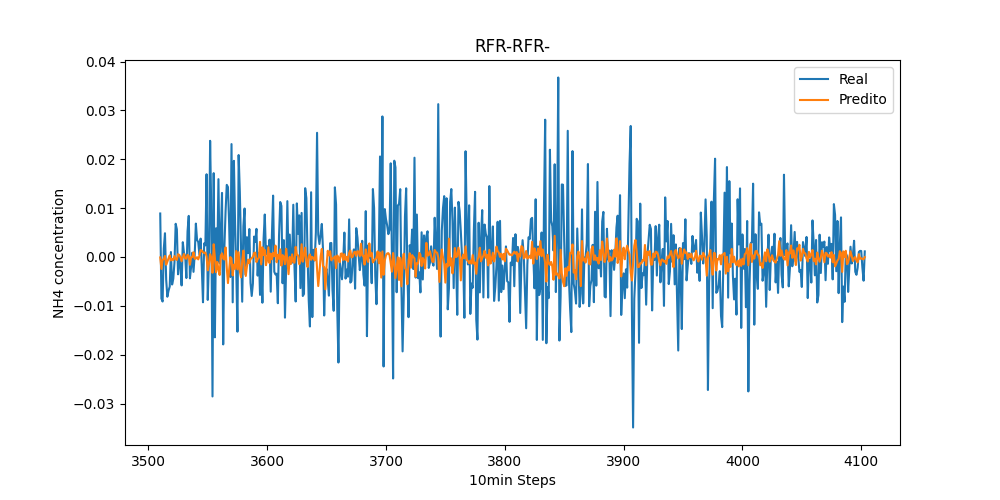 RFR-RFR-
Real
Predito
NH4 concentration
0.04
0.03
0.02
0.01
0.00
−0.01
−0.02
−0.03
3500 3600 3700 3800 3900 4000 4100
10min Steps